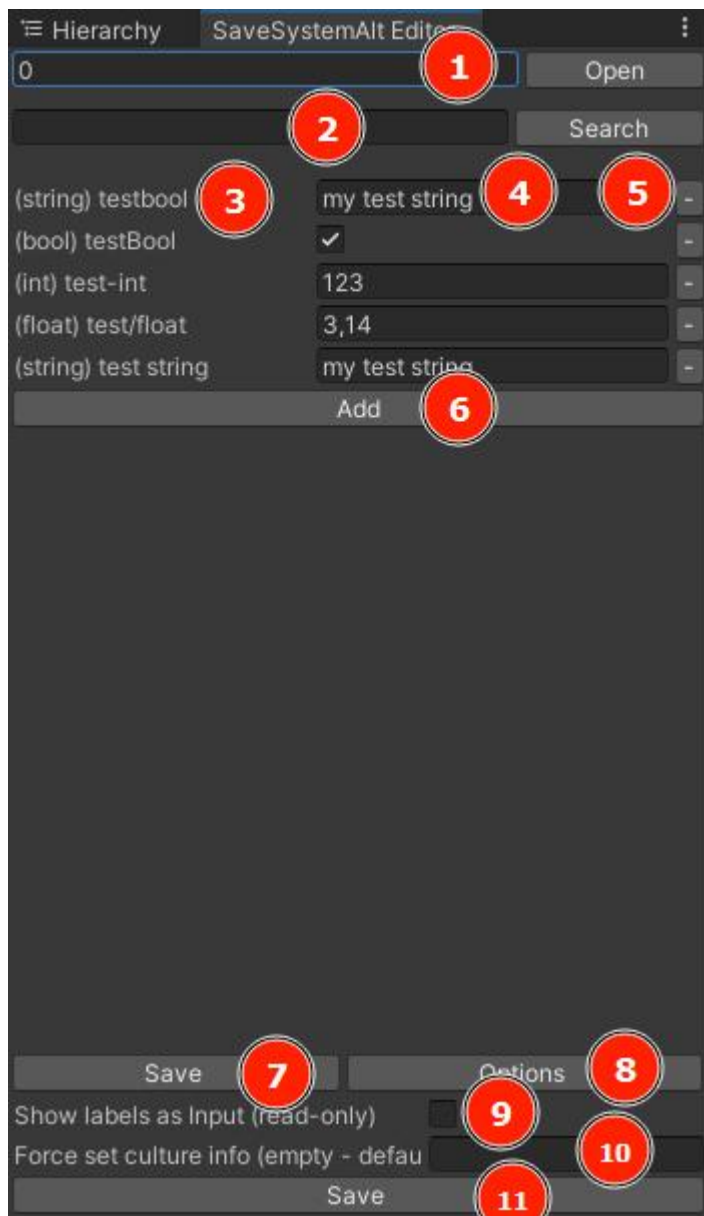 Hierarchy SaveSystemAlt Editor
0 1 Open
2 Search
(string) testbool 3 my test string 4 5 -
(bool) testBool -
(int) test-int 123 -
(float) test/float 3,14 -
(string) test string my test string -
Add 6
Save 7 Options 8
Show labels as Input (read-only) 9
Force set culture info (empty - defau 10
Save 11